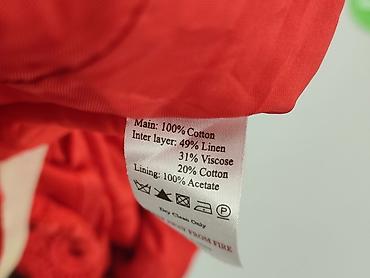 Main: 100% Cotton
Inter layer: 49% Linen
31% Viscose
20% Cotton
Lining: 100% Acetate
P
Dry Clean Only
AWAY FROM FIRE